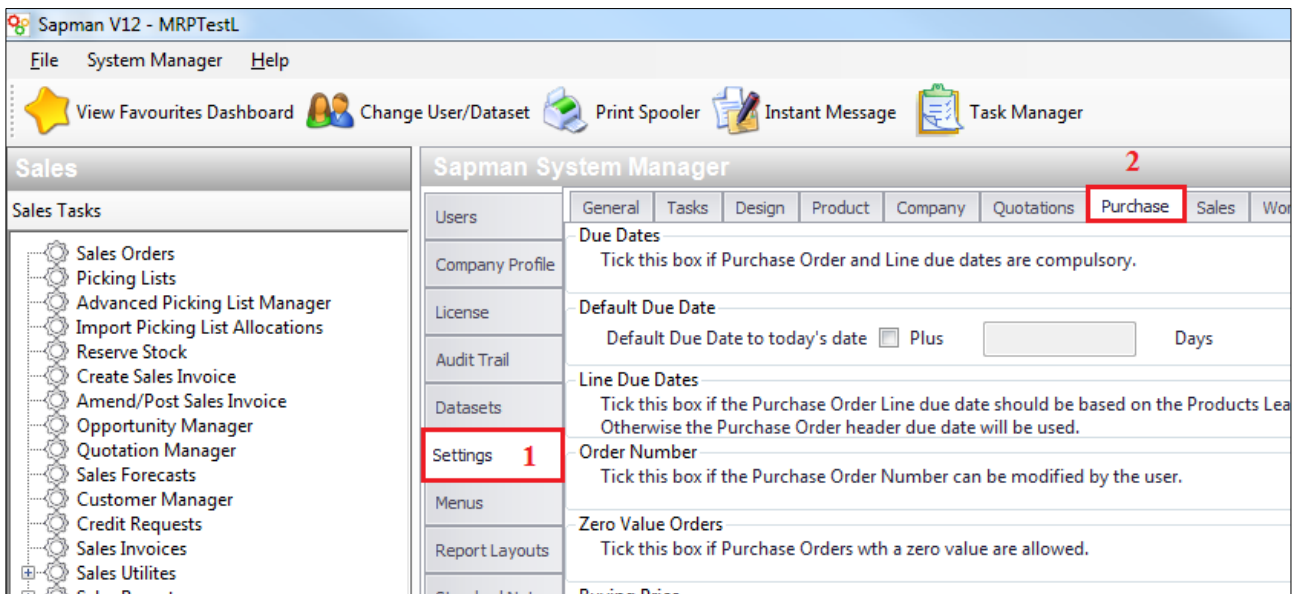 Sapman V12 - MRPTestL
File System Manager Help
View Favourites Dashboard Change User/Dataset Print Spooler Instant Message Task Manager
Sales
Sales Tasks
Sales Orders
Picking Lists
Advanced Picking List Manager
Import Picking List Allocations
Reserve Stock
Create Sales Invoice
Amend/Post Sales Invoice
Opportunity Manager
Quotation Manager
Sales Forecasts
Customer Manager
Credit Requests
Sales Invoices
Sales Utilites
Sapman System Manager
2
Users
Company Profile
License
Audit Trail
Datasets
Settings 1
Menus
Report Layouts
General Tasks Design Product Company Quotations Purchase Sales Wor
Due Dates
Tick this box if Purchase Order and Line due dates are compulsory.
Default Due Date
Default Due Date to today's date Plus Days
Line Due Dates
Tick this box if the Purchase Order Line due date should be based on the Products Lea
Otherwise the Purchase Order header due date will be used.
Order Number
Tick this box if the Purchase Order Number can be modified by the user.
Zero Value Orders
Tick this box if Purchase Orders wth a zero value are allowed.
Buying Price